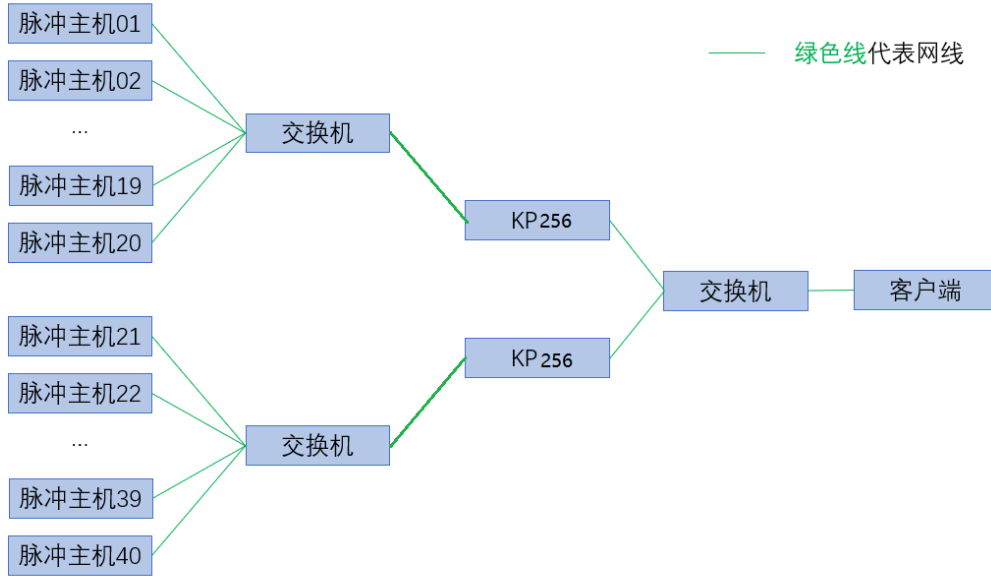 脉冲主机01
脉冲主机02
...
脉冲主机19
脉冲主机20
交换机
KP256
绿色线代表网线
脉冲主机21
脉冲主机22
...
脉冲主机39
脉冲主机40
交换机
KP256
交换机
客户端